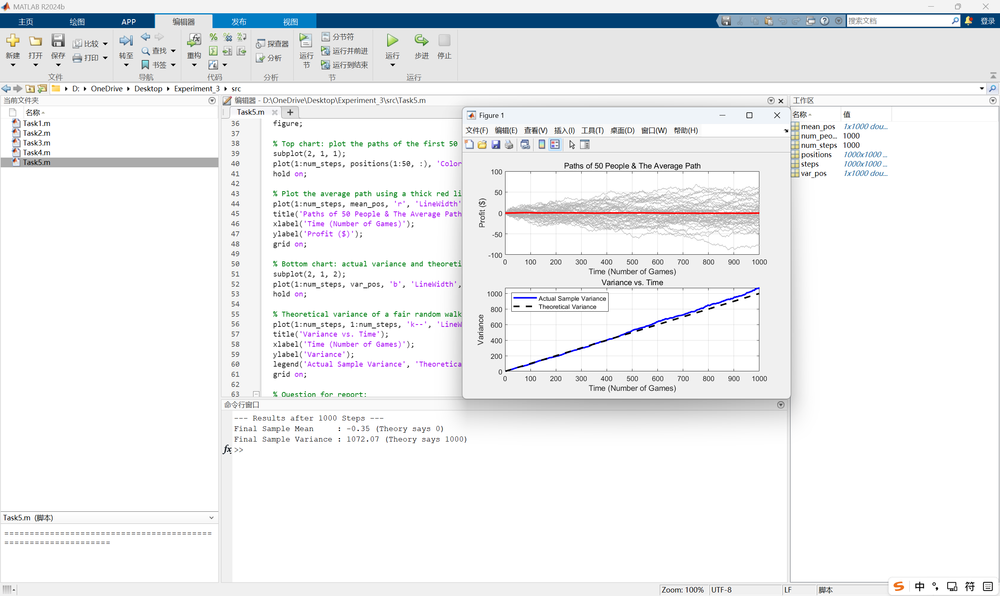 MATLAB R2024b
主页 绘图 APP 编辑器 发布 视图
搜索文档 登录
新建 打开 保存 比较 打印 文件
转至 查找 书签 导航
重构 代码
探查器 分析 分析
运行节 分节符 运行并前进 运行到结束 节
运行 步进 停止 运行
D: OneDrive Desktop Experiment_3 src
当前文件夹
名称
Task1.m
Task2.m
Task3.m
Task4.m
Task5.m
Task5.m (脚本)
=========================================
=====================
编辑器 - D:\OneDrive\Desktop\Experiment_3\src\Task5.m
Task5.m
36 figure;
37
38 % Top chart: plot the paths of the first 50
39 subplot(2, 1, 1);
40 plot(1:num_steps, positions(1:50, :), 'Color
41 hold on;
42
43 % Plot the average path using a thick red li
44 plot(1:num_steps, mean_pos, 'r', 'LineWidth'
45 title('Paths of 50 People & The Average Path
46 xlabel('Time (Number of Games)');
47 ylabel('Profit ($)');
48 grid on;
49
50 % Bottom chart: actual variance and theoreti
51 subplot(2, 1, 2);
52 plot(1:num_steps, var_pos, 'b', 'LineWidth',
53 hold on;
54
55 % Theoretical variance of a fair random walk
56 plot(1:num_steps, 1:num_steps, 'k--', 'LineW
57 title('Variance vs. Time');
58 xlabel('Time (Number of Games)');
59 ylabel('Variance');
60 legend('Actual Sample Variance', 'Theoretica
61 grid on;
62
63 % Question for report:
Figure 1
文件(F) 编辑(E) 查看(V) 插入(I) 工具(T) 桌面(D) 窗口(W) 帮助(H)
Paths of 50 People & The Average Path
100
50
0
-50
-100
Profit ($)
0 100 200 300 400 500 600 700 800 900 1000
Time (Number of Games)
Variance vs. Time
1000
800
600
400
200
0
Variance
Actual Sample Variance
Theoretical Variance
0 100 200 300 400 500 600 700 800 900 1000
Time (Number of Games)
命令行窗口
--- Results after 1000 Steps ---
Final Sample Mean : -0.35 (Theory says 0)
Final Sample Variance : 1072.07 (Theory says 1000)
fx >>
工作区
名称 值
mean_pos 1x1000 dou...
num_peo... 1000
num_steps 1000
positions 1000x1000 ...
steps 1000x1000 ...
var_pos 1x1000 dou...
Zoom: 100% UTF-8 LF 脚本
中 符